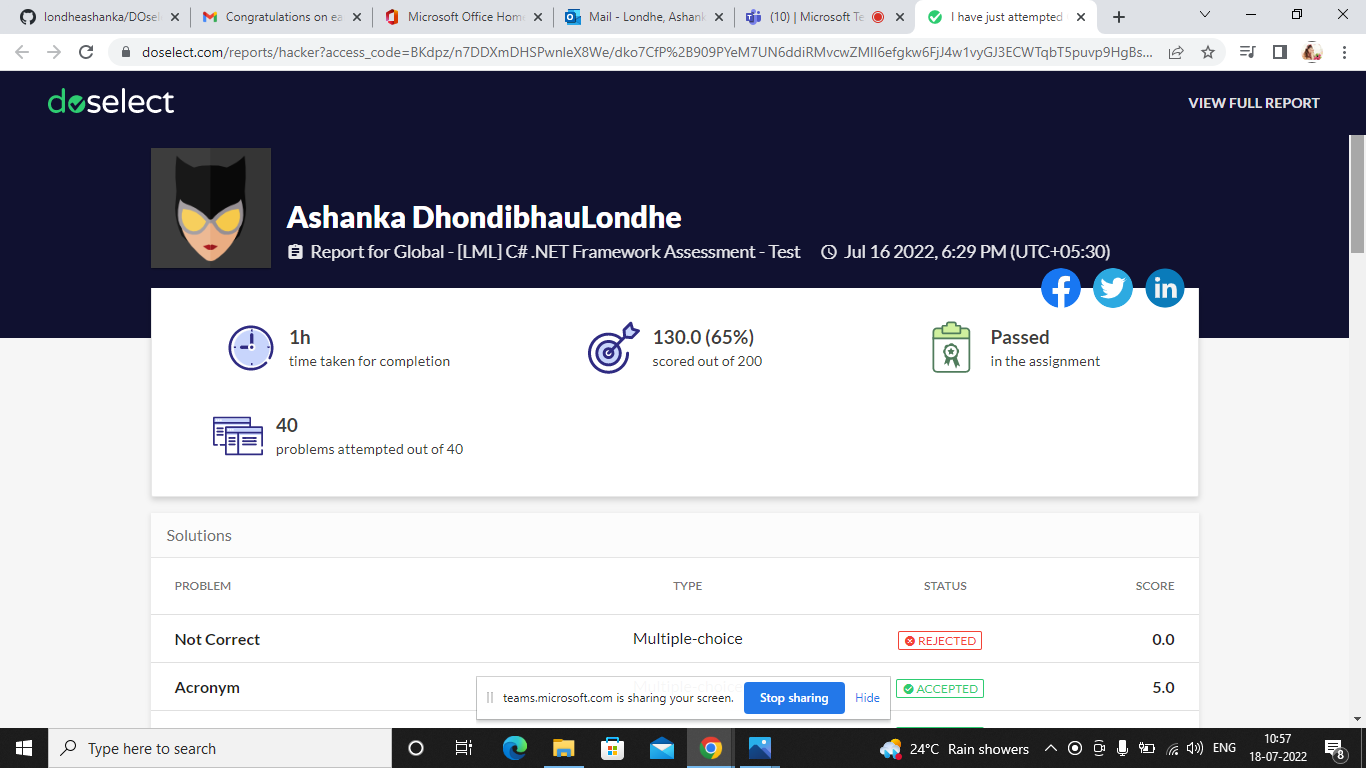 londheashanka/DOsel
Congratulations on ea
Microsoft Office Home
Mail - Londhe, Ashank
(10) | Microsoft Te
I have just attempted
doselect.com/reports/hacker?access_code=BKdpz/n7DDXmDHSPwnleX8We/dko7CfP%2B909PYeM7UN6ddiRMvcwZMlI6efgkw6FjJ4w1vyGJ3ECWTqbT5puvp9HgBs...
doselect
VIEW FULL REPORT
Ashanka DhondibhauLondhe
Report for Global - [LML] C# .NET Framework Assessment - Test Jul 16 2022, 6:29 PM (UTC+05:30)
1h
time taken for completion
130.0 (65%)
scored out of 200
Passed
in the assignment
40
problems attempted out of 40
Solutions
PROBLEM TYPE STATUS SCORE
Not Correct Multiple-choice REJECTED 0.0
Acronym ACCEPTED 5.0
teams.microsoft.com is sharing your screen. Stop sharing Hide
Type here to search
24°C Rain showers
ENG
10:57
18-07-2022
8